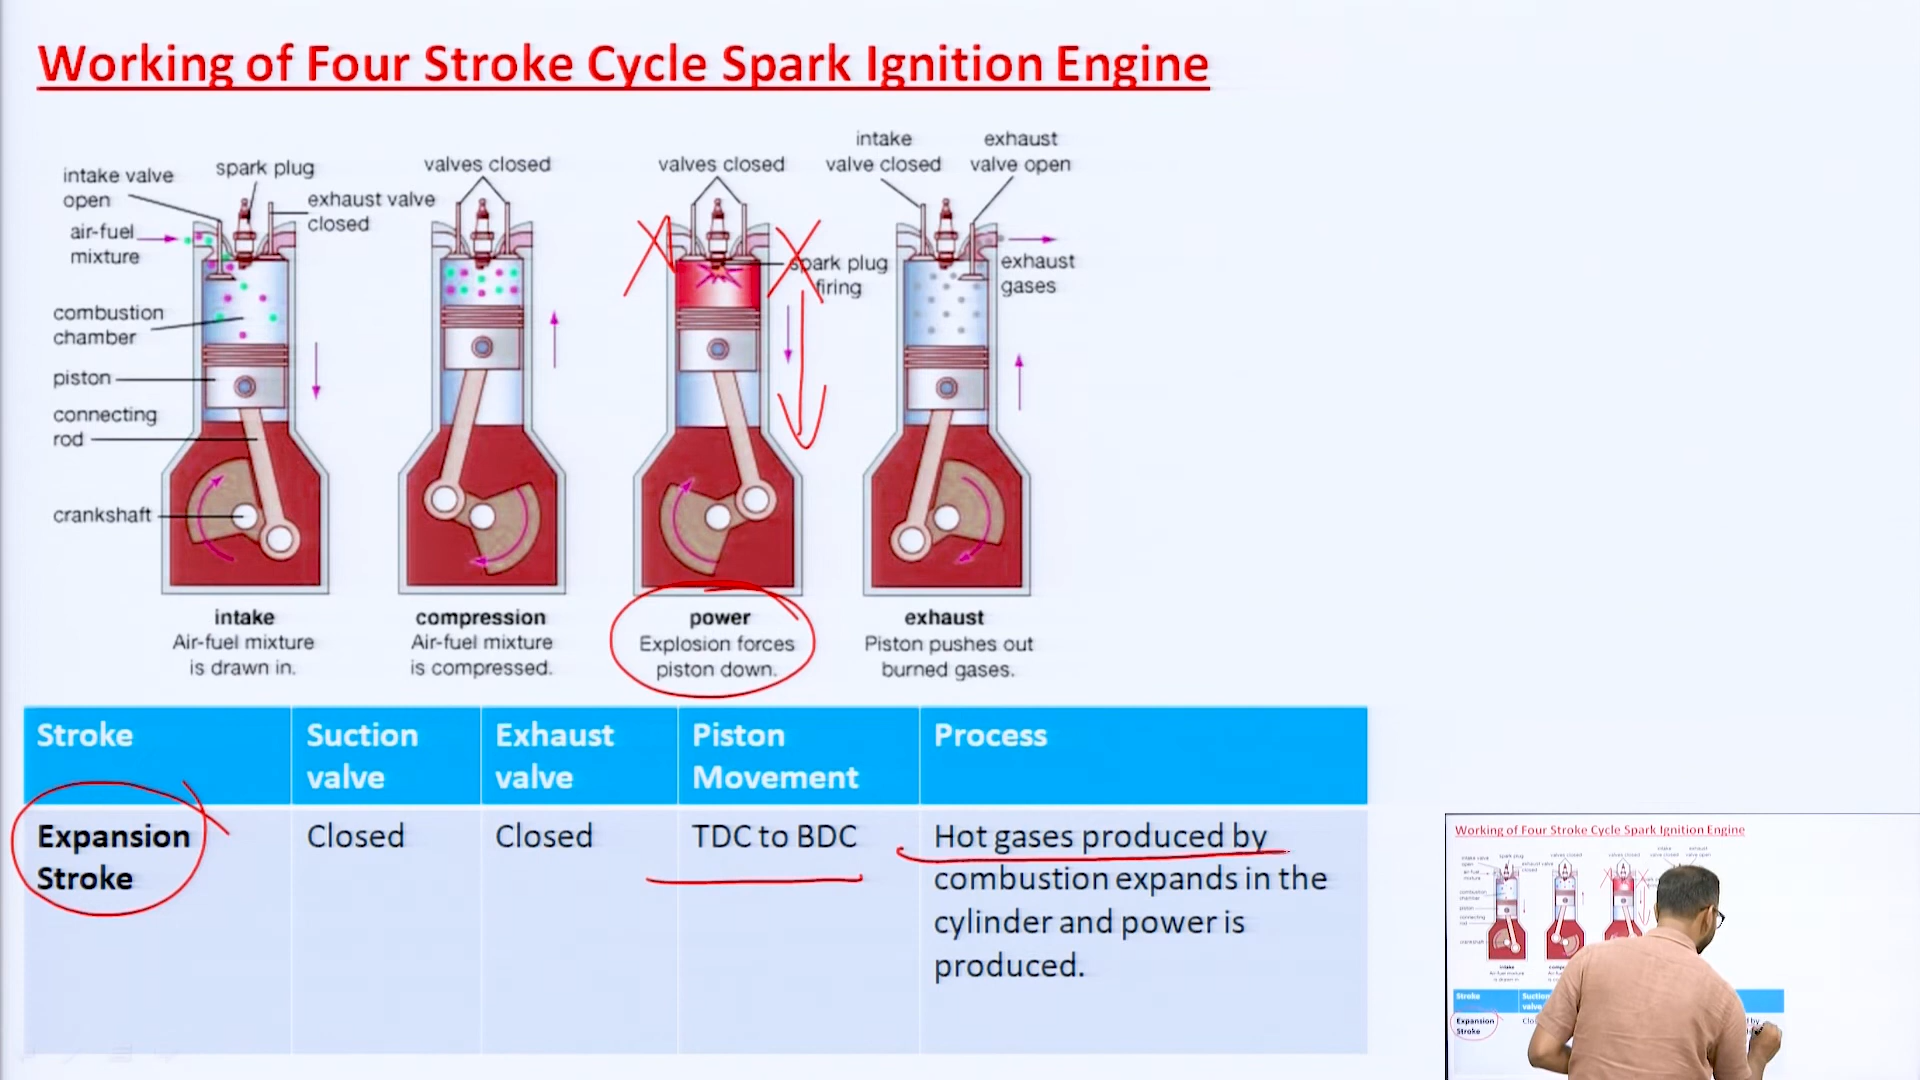 Working of Four Stroke Cycle Spark Ignition Engine
intake valve
open
spark plug
exhaust valve
closed
air-fuel
mixture
combustion
chamber
piston
connecting
rod
crankshaft
valves closed
valves closed
spark plug
firing
intake
valve closed
exhaust
valve open
exhaust
gases
intake
Air-fuel mixture
is drawn in.
compression
Air-fuel mixture
is compressed.
power
Explosion forces
piston down.
exhaust
Piston pushes out
burned gases.
Stroke
Suction
valve
Exhaust
valve
Piston
Movement
Process
Expansion
Stroke
Closed
Closed
TDC to BDC
Hot gases produced by
combustion expands in the
cylinder and power is
produced.
Working of Four Stroke Cycle Spark Ignition Engine
Stroke
Expansion
Stroke